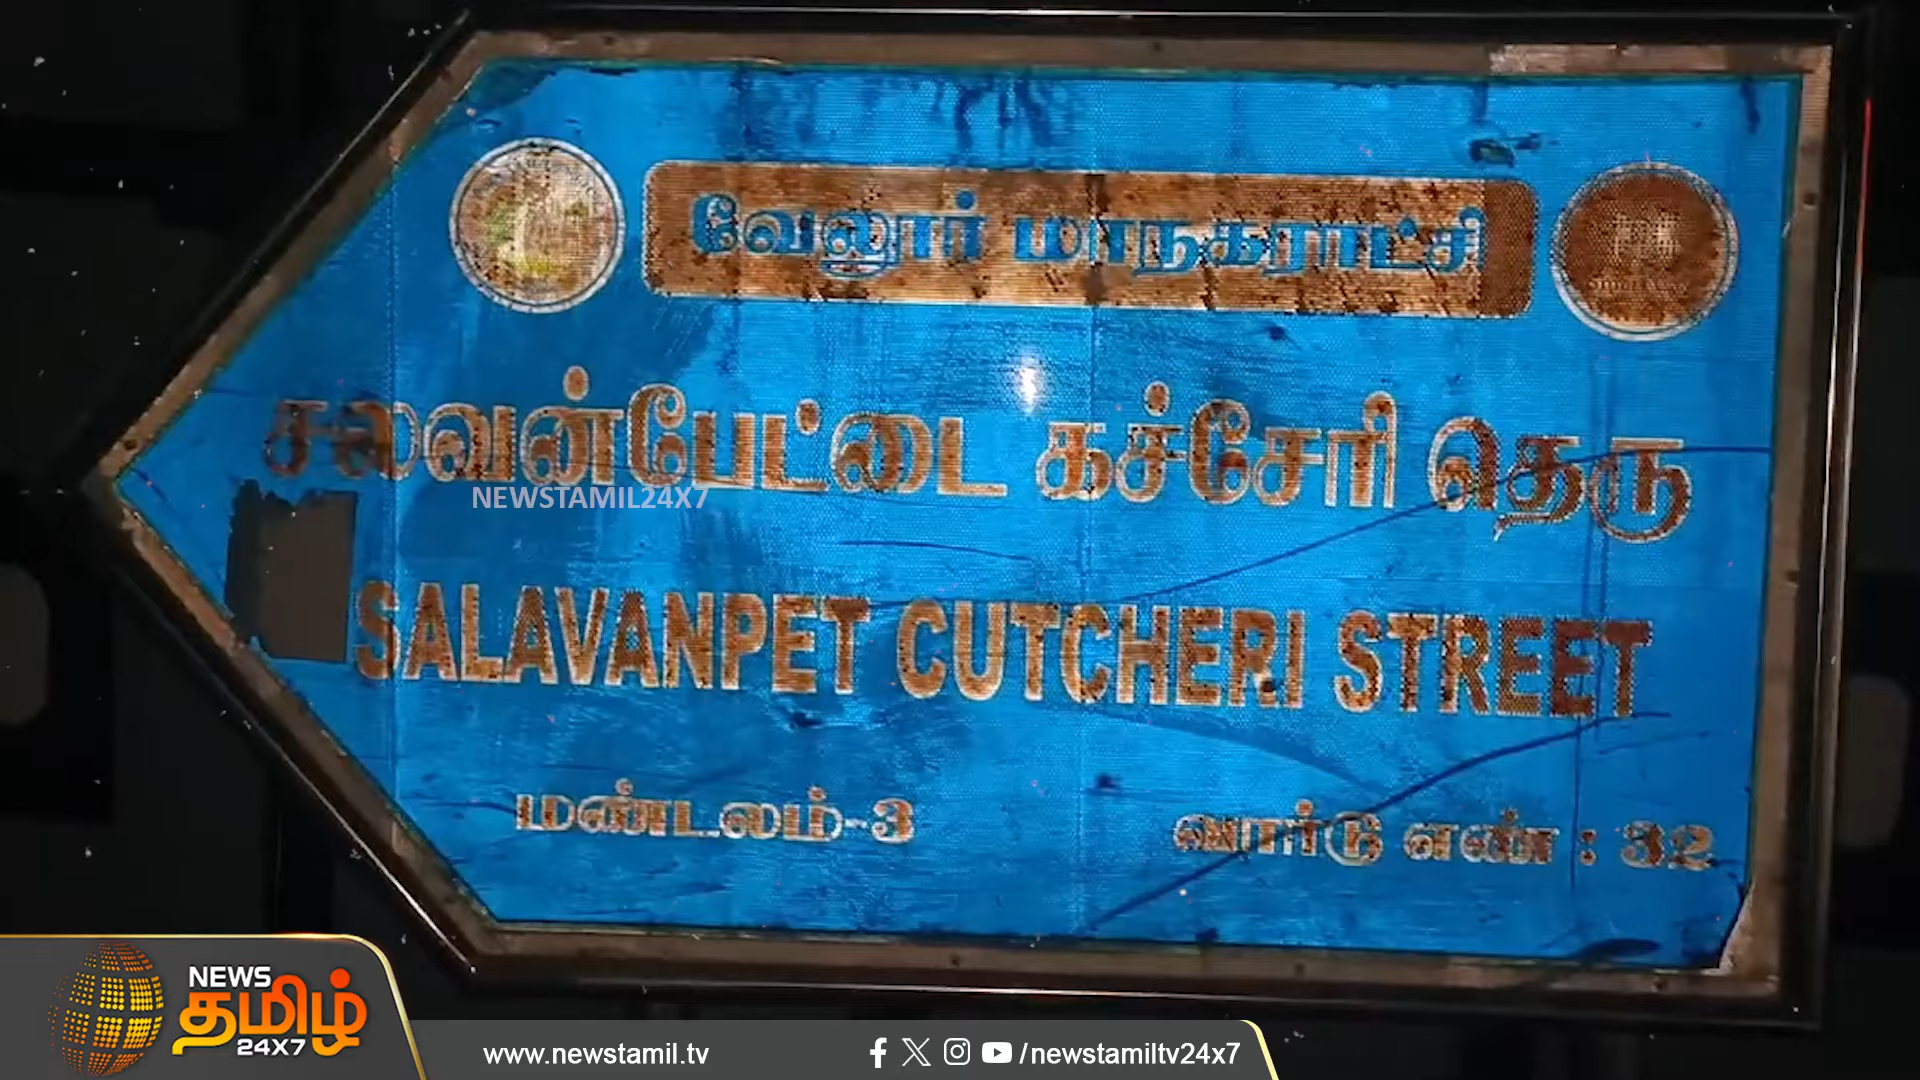 வேலூர் மாநகராட்சி
சலவன்பேட்டை கச்சேரி தெரு
NEWSTAMIL24X7
SALAVANPET CUTCHERI STREET
மண்டலம்-3
வார்டு எண் : 32
NEWS
தமிழ்
24X7
www.newstamil.tv
/newstamiltv24x7